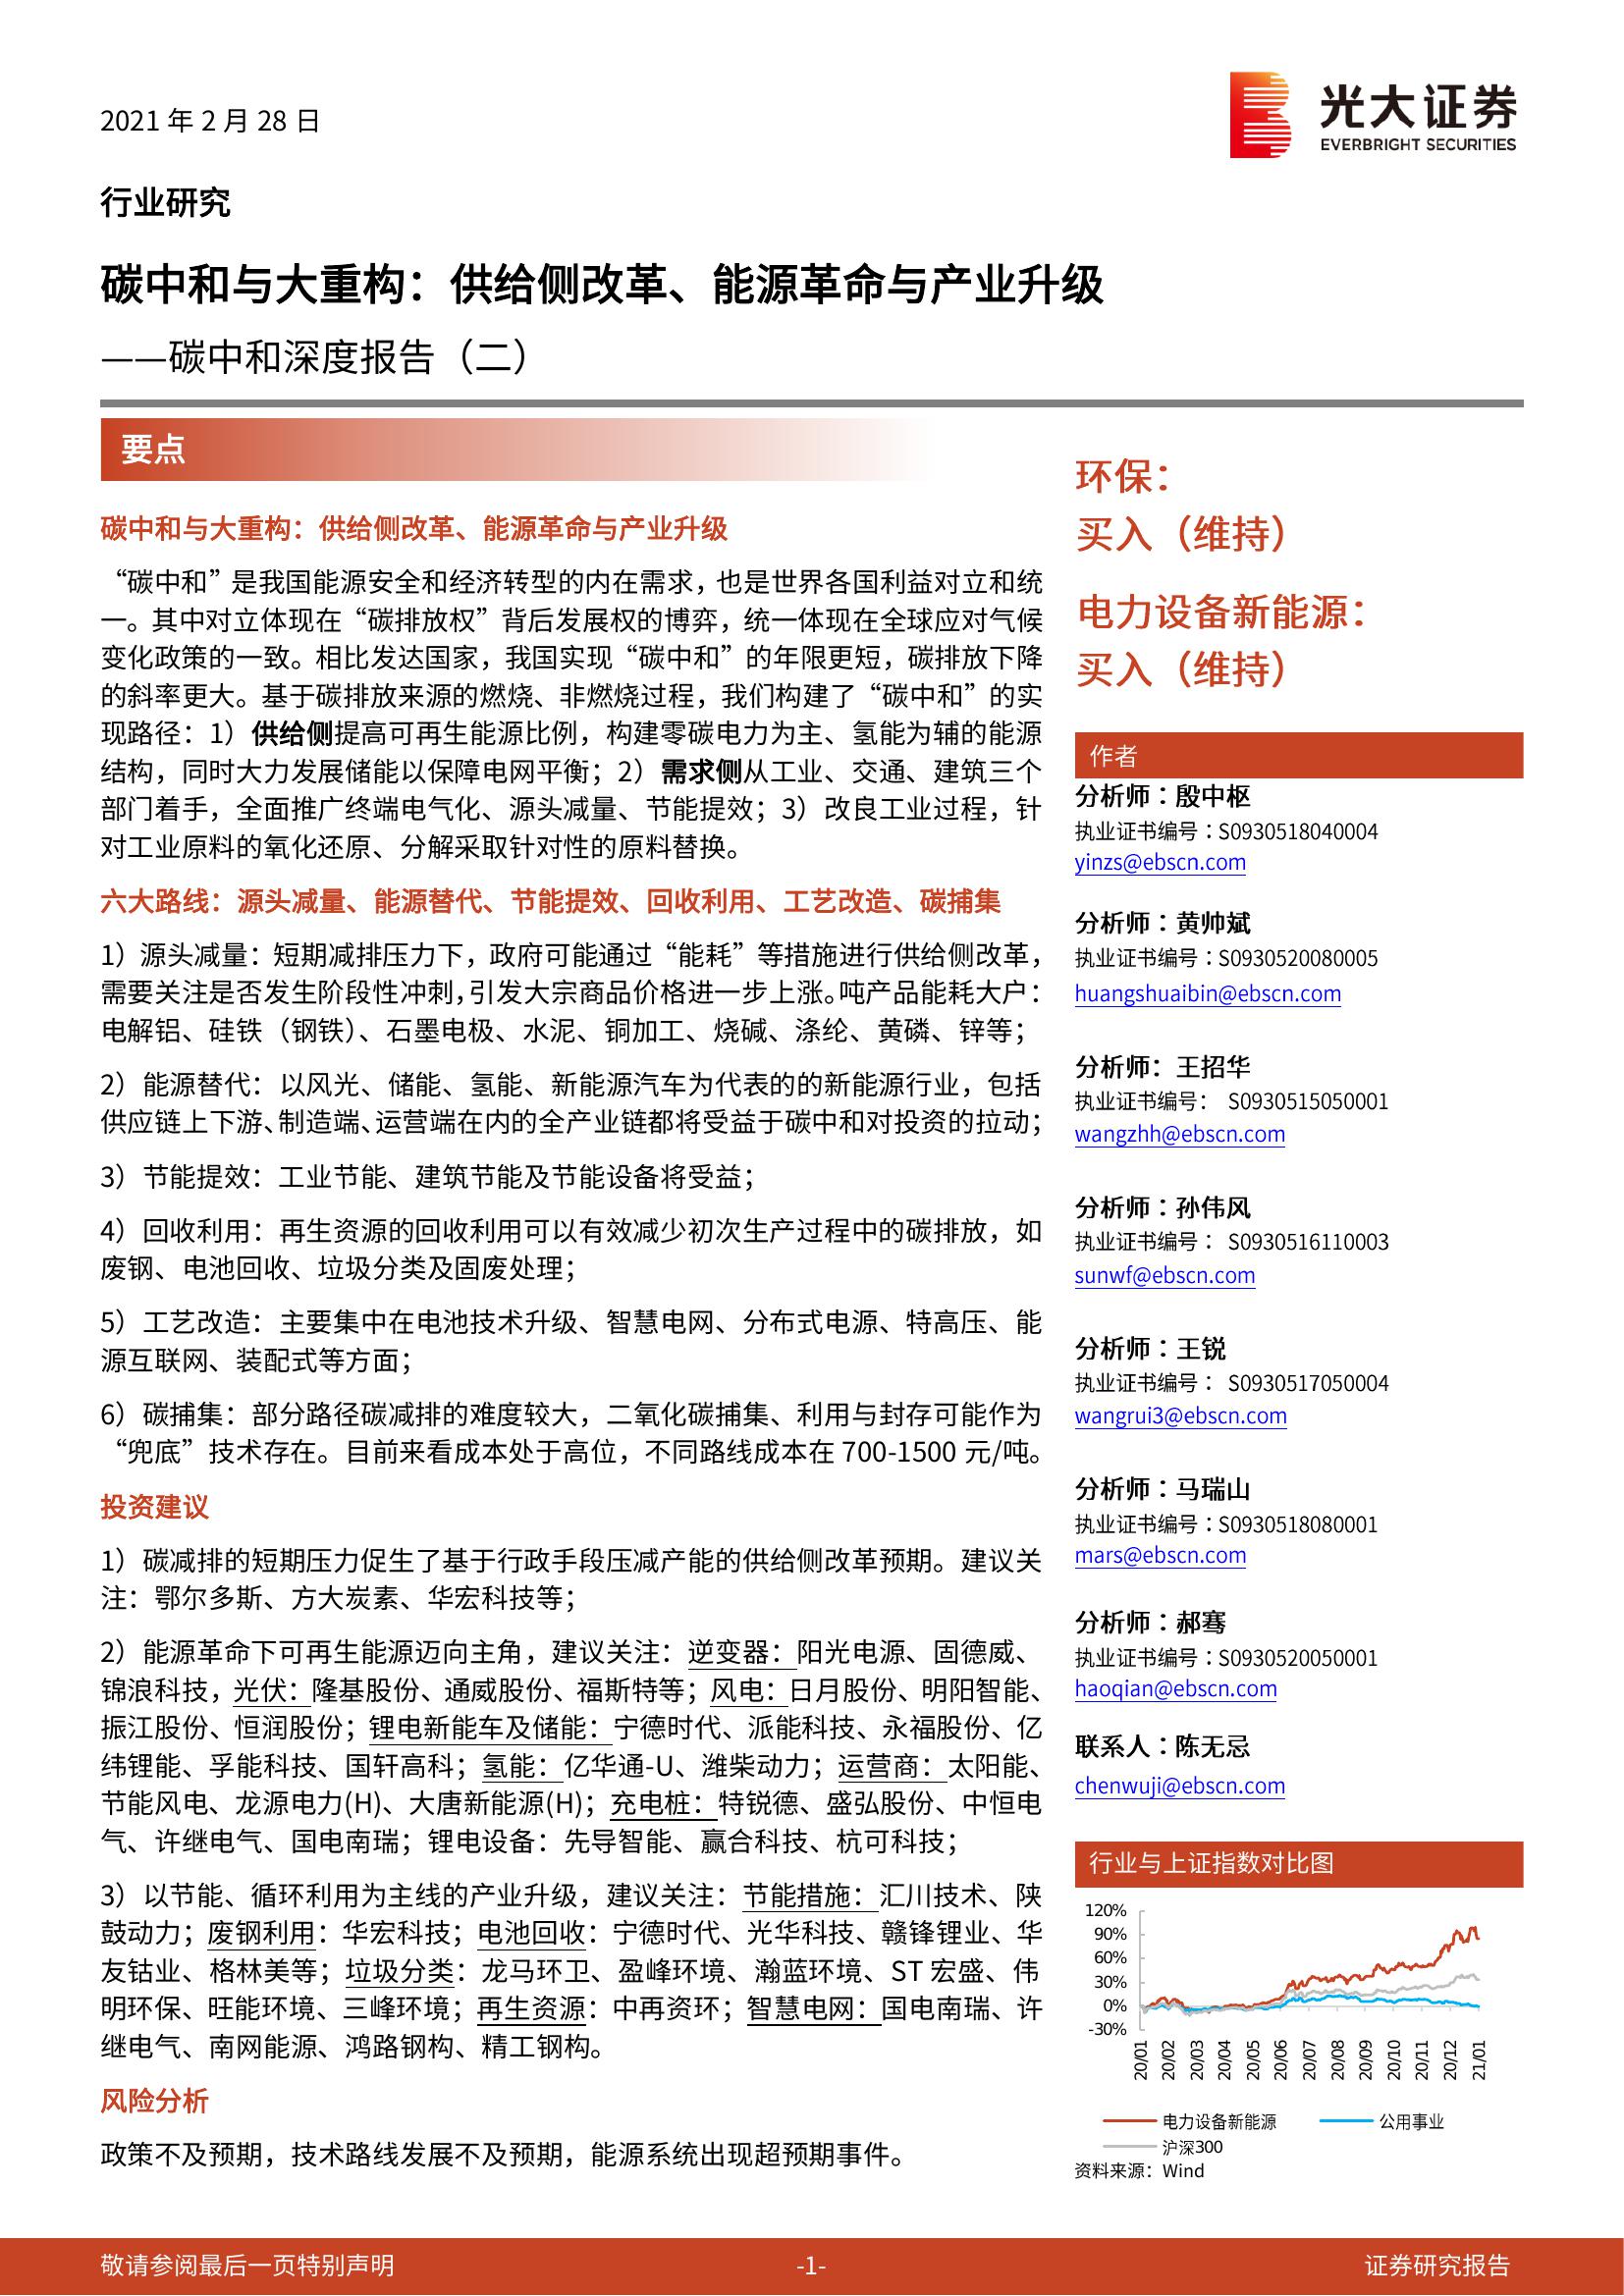 2021 年 2 月 28 日
光大证券
EVERBRIGHT SECURITIES
行业研究
碳中和与大重构：供给侧改革、能源革命与产业升级
——碳中和深度报告（二）
要点
碳中和与大重构：供给侧改革、能源革命与产业升级
“碳中和”是我国能源安全和经济转型的内在需求，也是世界各国利益对立和统
一。其中对立体现在“碳排放权”背后发展权的博弈，统一体现在全球应对气候
变化政策的一致。相比发达国家，我国实现“碳中和”的年限更短，碳排放下降
的斜率更大。基于碳排放来源的燃烧、非燃烧过程，我们构建了“碳中和”的实
现路径：1）供给侧提高可再生能源比例，构建零碳电力为主、氢能为辅的能源
结构，同时大力发展储能以保障电网平衡；2）需求侧从工业、交通、建筑三个
部门着手，全面推广终端电气化、源头减量、节能提效；3）改良工业过程，针
对工业原料的氧化还原、分解采取针对性的原料替换。
六大路线：源头减量、能源替代、节能提效、回收利用、工艺改造、碳捕集
1）源头减量：短期减排压力下，政府可能通过“能耗”等措施进行供给侧改革，
需要关注是否发生阶段性冲刺，引发大宗商品价格进一步上涨。吨产品能耗大户：
电解铝、硅铁（钢铁）、石墨电极、水泥、铜加工、烧碱、涤纶、黄磷、锌等；
2）能源替代：以风光、储能、氢能、新能源汽车为代表的的新能源行业，包括
供应链上下游、制造端、运营端在内的全产业链都将受益于碳中和对投资的拉动；
3）节能提效：工业节能、建筑节能及节能设备将受益；
4）回收利用：再生资源的回收利用可以有效减少初次生产过程中的碳排放，如
废钢、电池回收、垃圾分类及固废处理；
5）工艺改造：主要集中在电池技术升级、智慧电网、分布式电源、特高压、能
源互联网、装配式等方面；
6）碳捕集：部分路径碳减排的难度较大，二氧化碳捕集、利用与封存可能作为
“兜底”技术存在。目前来看成本处于高位，不同路线成本在 700-1500 元/吨。
投资建议
1）碳减排的短期压力促生了基于行政手段压减产能的供给侧改革预期。建议关
注：鄂尔多斯、方大炭素、华宏科技等；
2）能源革命下可再生能源迈向主角，建议关注：逆变器：阳光电源、固德威、
锦浪科技，光伏：隆基股份、通威股份、福斯特等；风电：日月股份、明阳智能、
振江股份、恒润股份；锂电新能车及储能：宁德时代、派能科技、永福股份、亿
纬锂能、孚能科技、国轩高科；氢能：亿华通-U、潍柴动力；运营商：太阳能、
节能风电、龙源电力(H)、大唐新能源(H)；充电桩：特锐德、盛弘股份、中恒电
气、许继电气、国电南瑞；锂电设备：先导智能、赢合科技、杭可科技；
3）以节能、循环利用为主线的产业升级，建议关注：节能措施：汇川技术、陕
鼓动力；废钢利用：华宏科技；电池回收：宁德时代、光华科技、赣锋锂业、华
友钴业、格林美等；垃圾分类：龙马环卫、盈峰环境、瀚蓝环境、ST 宏盛、伟
明环保、旺能环境、三峰环境；再生资源：中再资环；智慧电网：国电南瑞、许
继电气、南网能源、鸿路钢构、精工钢构。
风险分析
政策不及预期，技术路线发展不及预期，能源系统出现超预期事件。
环保：
买入（维持）
电力设备新能源：
买入（维持）
作者
分析师：殷中枢
执业证书编号：S0930518040004
yinzs@ebscn.com
分析师：黄帅斌
执业证书编号：S0930520080005
huangshuaibin@ebscn.com
分析师：王招华
执业证书编号： S0930515050001
wangzhh@ebscn.com
分析师：孙伟风
执业证书编号： S0930516110003
sunwf@ebscn.com
分析师：王锐
执业证书编号： S0930517050004
wangrui3@ebscn.com
分析师：马瑞山
执业证书编号：S0930518080001
mars@ebscn.com
分析师：郝骞
执业证书编号：S0930520050001
haoqian@ebscn.com
联系人：陈无忌
chenwuji@ebscn.com
行业与上证指数对比图
120%
90%
60%
30%
0%
-30%
20/01 20/02 20/03 20/04 20/05 20/06 20/07 20/08 20/09 20/10 20/11 20/12 21/01
电力设备新能源 公用事业
沪深300
资料来源：Wind
敬请参阅最后一页特别声明 -1- 证券研究报告